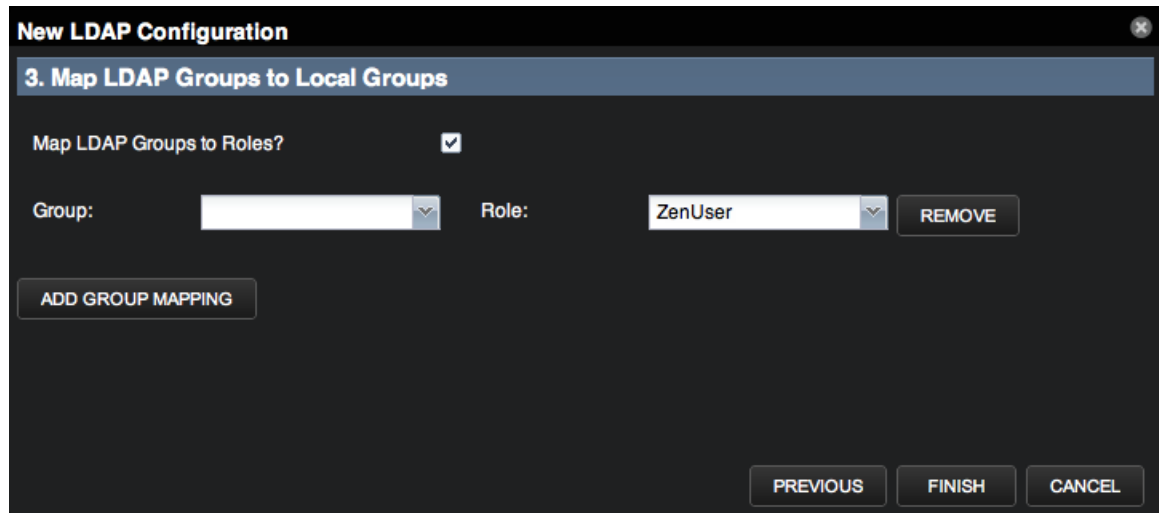 New LDAP Configuration
3. Map LDAP Groups to Local Groups
Map LDAP Groups to Roles?
Group: Role: ZenUser REMOVE
ADD GROUP MAPPING
PREVIOUS FINISH CANCEL